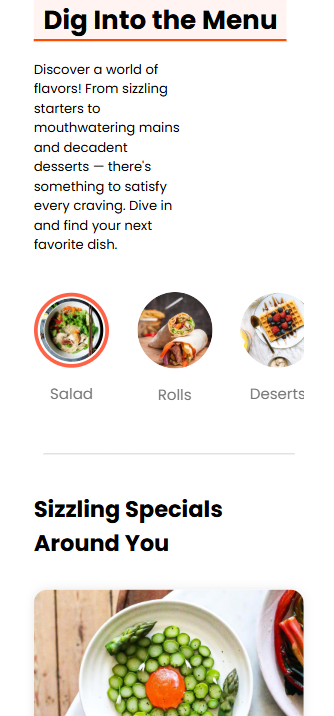 Dig Into the Menu
Discover a world of
flavors! From sizzling
starters to
mouthwatering mains
and decadent
desserts — there's
something to satisfy
every craving. Dive in
and find your next
favorite dish.
Salad
Rolls
Deserts
Sizzling Specials
Around You